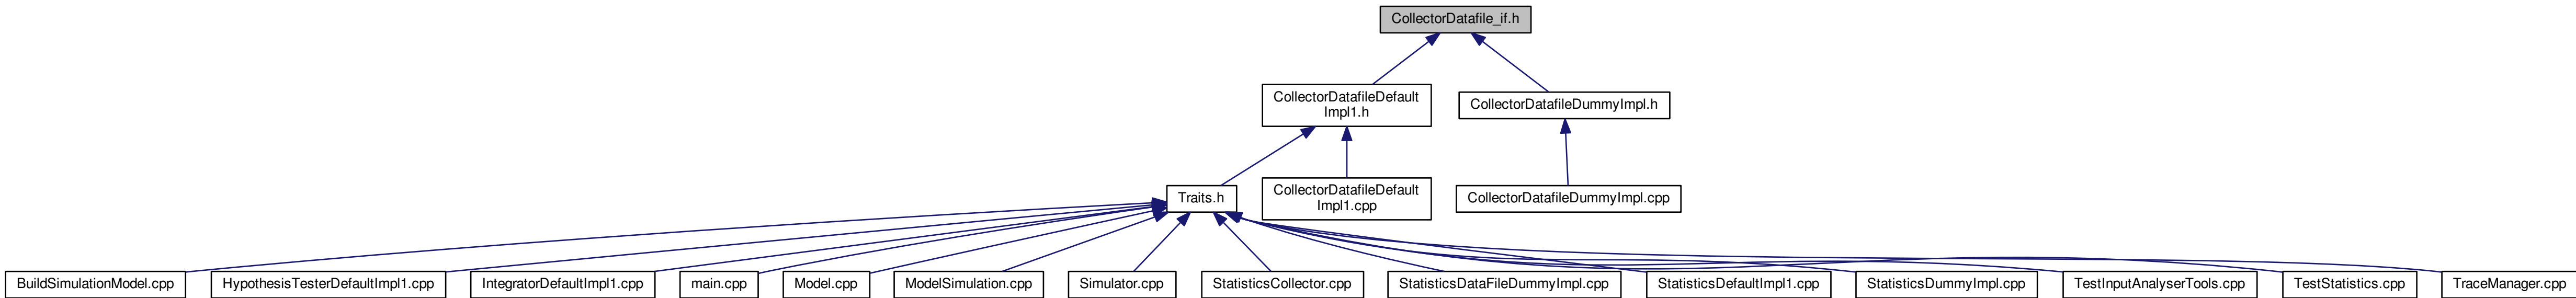 CollectorDatafile_if.h
CollectorDatafileDefault
Impl1.h
CollectorDatafileDummyImpl.h
Traits.h
CollectorDatafileDefault
Impl1.cpp
CollectorDatafileDummyImpl.cpp
BuildSimulationModel.cpp
HypothesisTesterDefaultImpl1.cpp
IntegratorDefaultImpl1.cpp
main.cpp
Model.cpp
ModelSimulation.cpp
Simulator.cpp
StatisticsCollector.cpp
StatisticsDataFileDummyImpl.cpp
StatisticsDefaultImpl1.cpp
StatisticsDummyImpl.cpp
TestInputAnalyserTools.cpp
TestStatistics.cpp
TraceManager.cpp